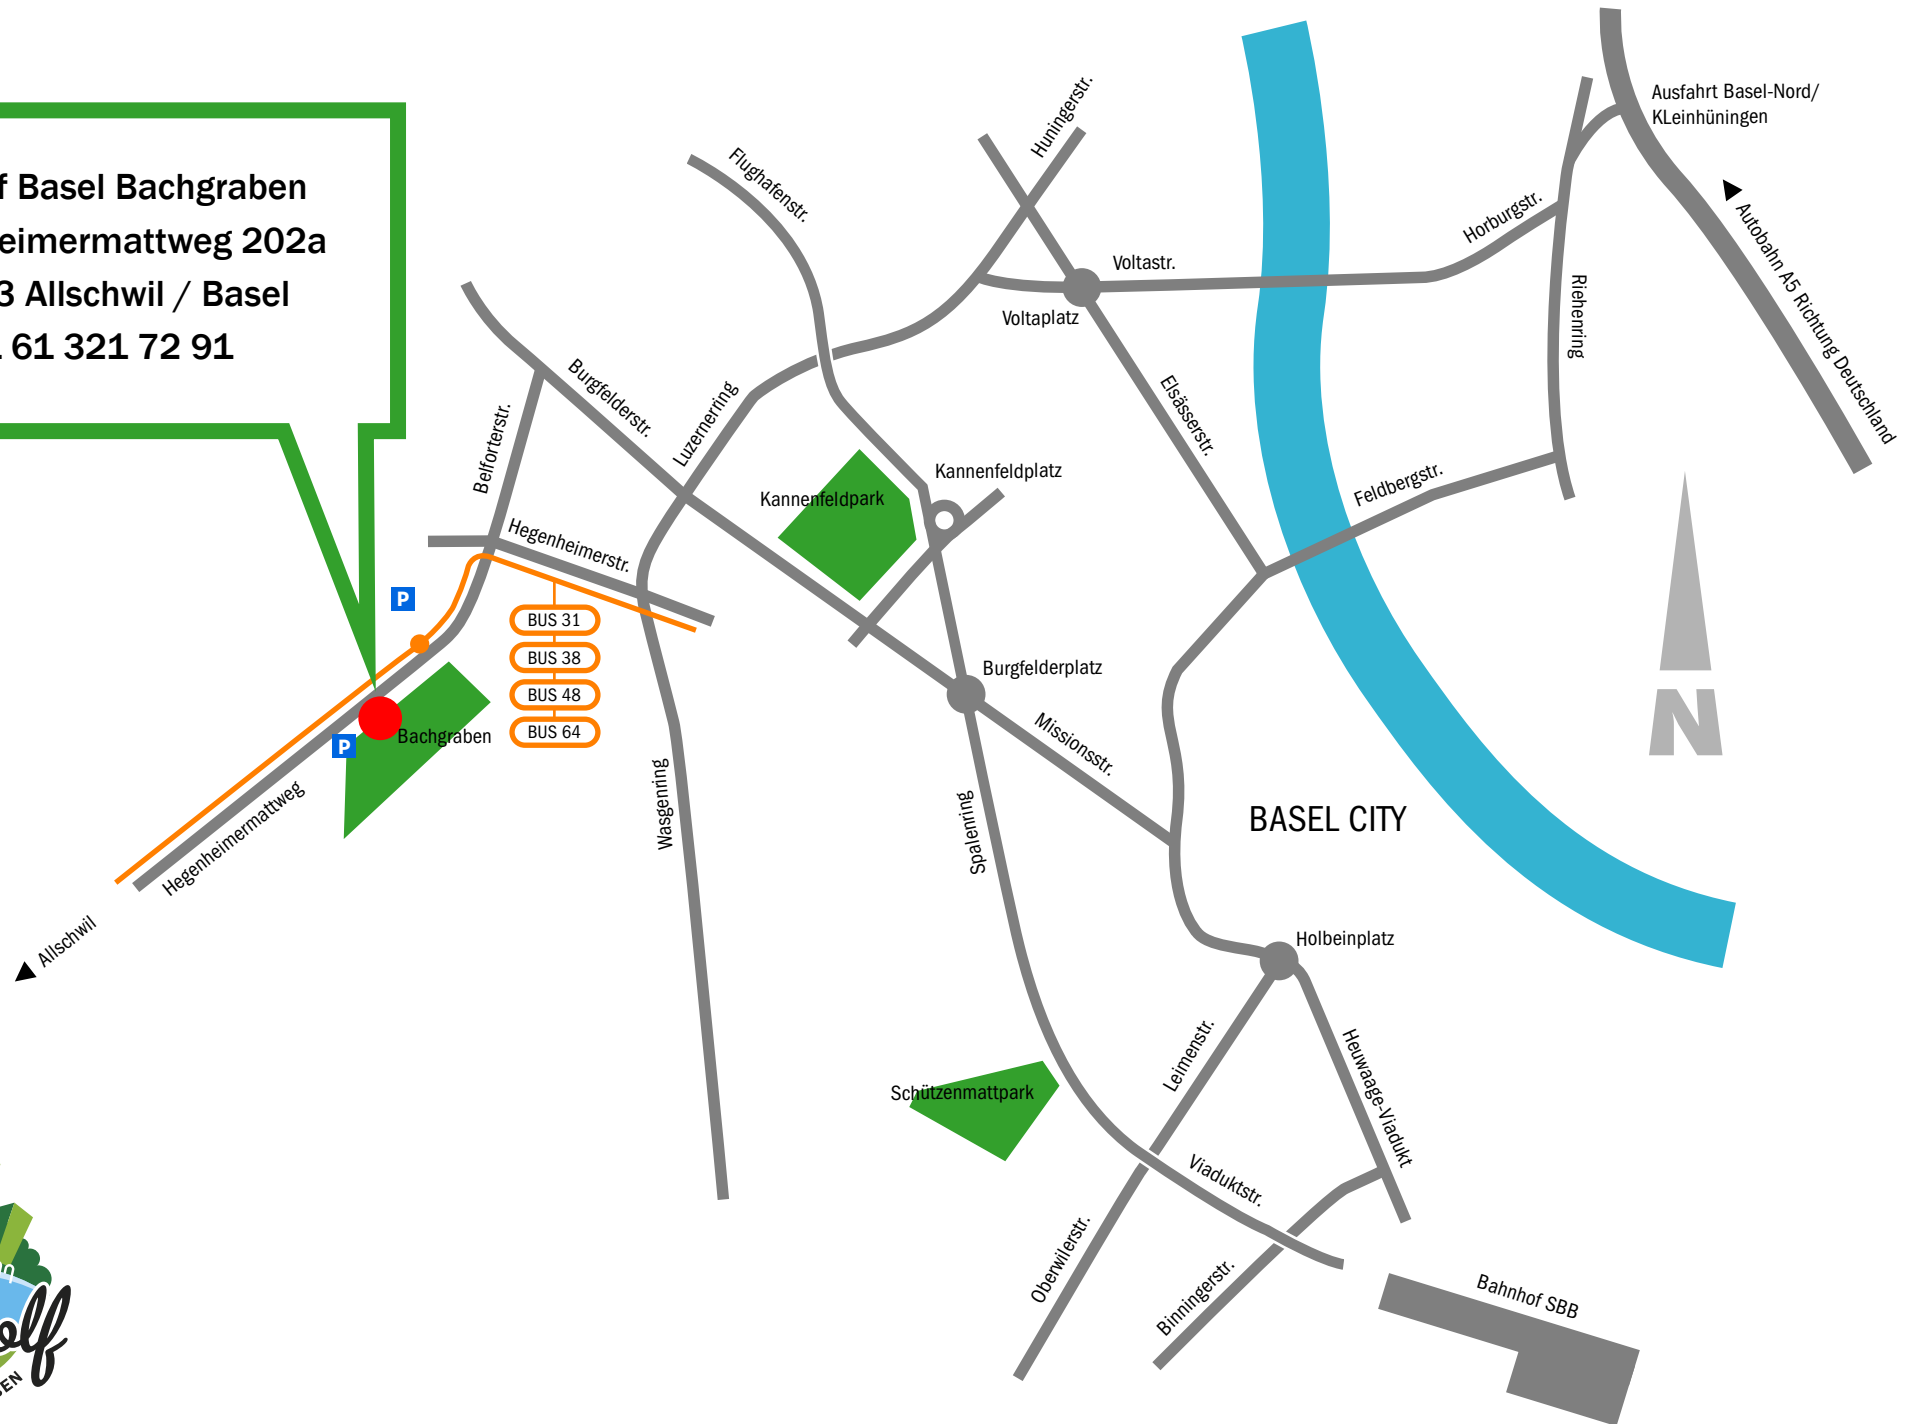 f Basel Bachgraben
eimermattweg 202a
3 Allschwil / Basel
61 321 72 91
Ausfahrt Basel-Nord/
KLeinhüningen
Autobahn A5 Richtung Deutschland
Huningerstr.
Flughafenstr.
Horburgstr.
Voltastr.
Voltaplatz
Riehenring
Burgfelderstr.
Luzernerring
Elsässerstr.
Belforterstr.
Kannenfeldplatz
Kannenfeldpark
Feldbergstr.
Hegenheimerstr.
P
BUS 31
BUS 38
BUS 48
BUS 64
Burgfelderplatz
Bachgraben
P
Missionsstr.
Wasgenring
Spalenring
BASEL CITY
N
Hegenheimermattweg
Allschwil
Holbeinplatz
Leimenstr.
Heuwaage-Viadukt
Schützenmattpark
Viaduktstr.
Oberwilerstr.
Binningerstr.
Bahnhof SBB
olf
EN